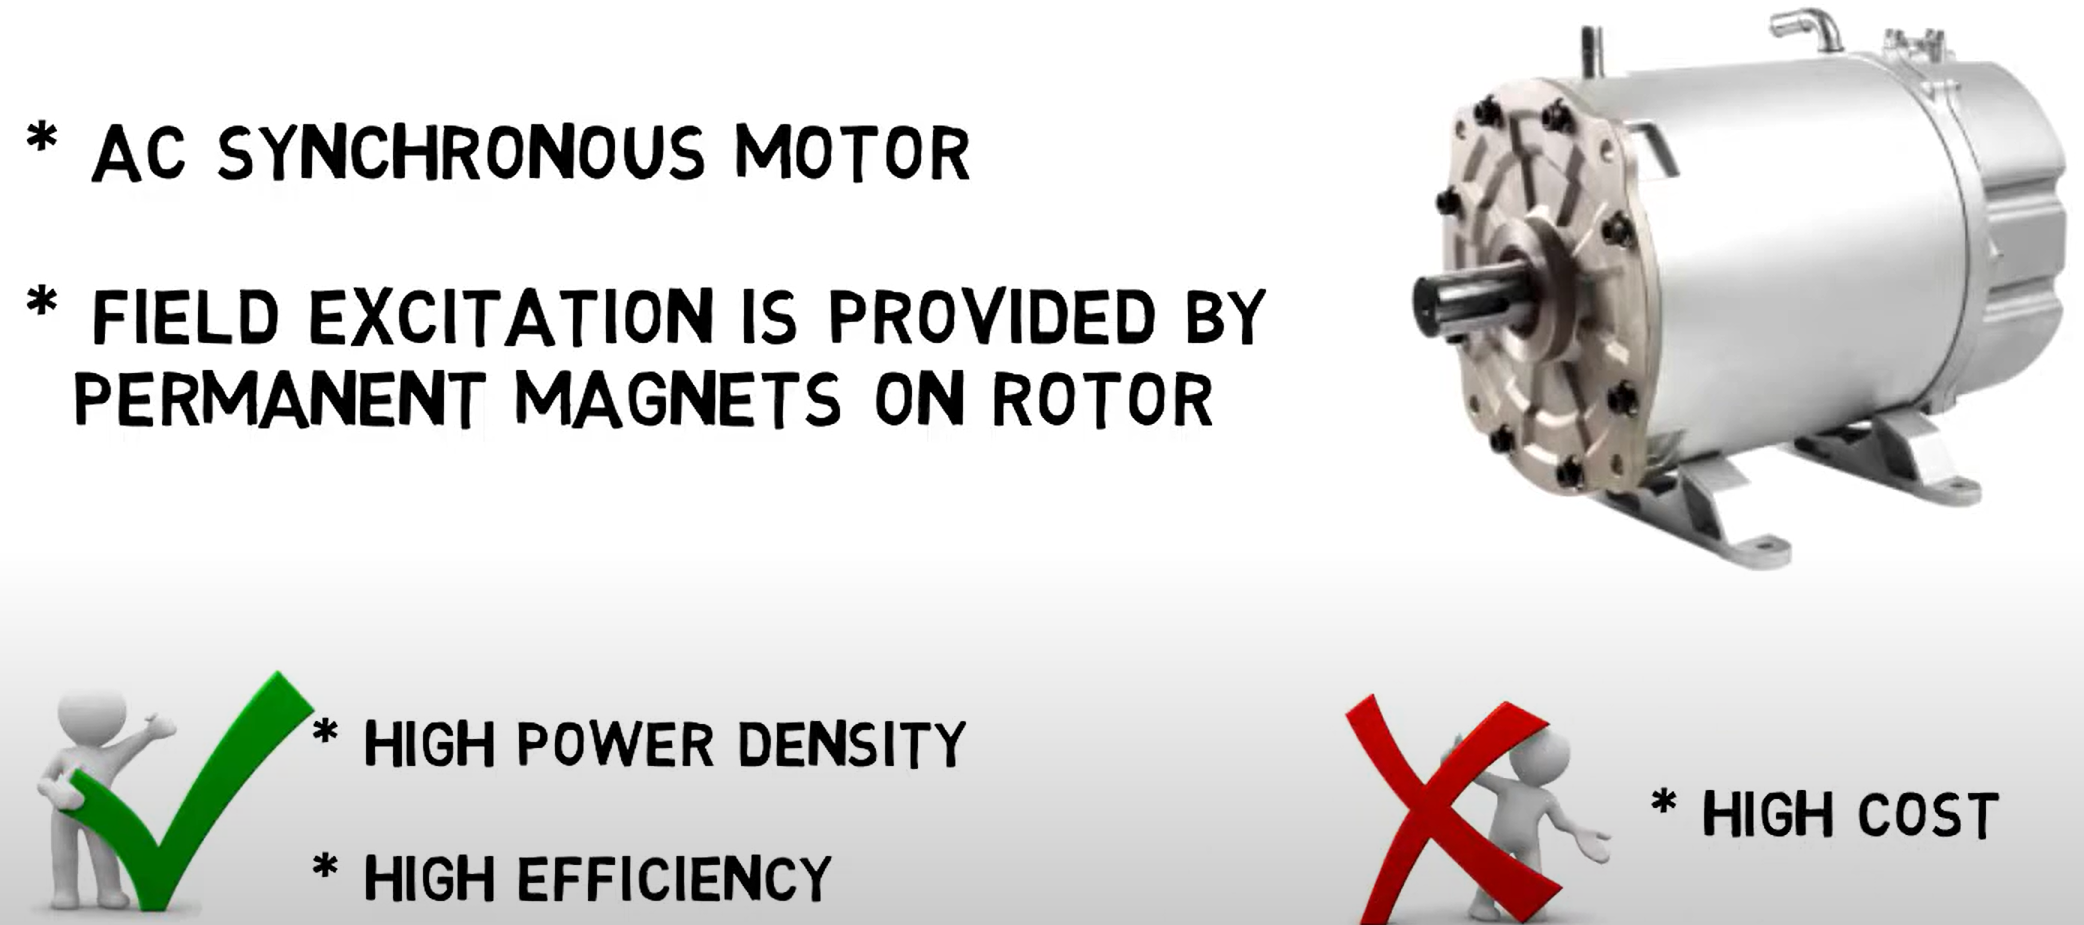 * AC SYNCHRONOUS MOTOR
* FIELD EXCITATION IS PROVIDED BY
PERMANENT MAGNETS ON ROTOR
* HIGH POWER DENSITY
* HIGH EFFICIENCY
* HIGH COST